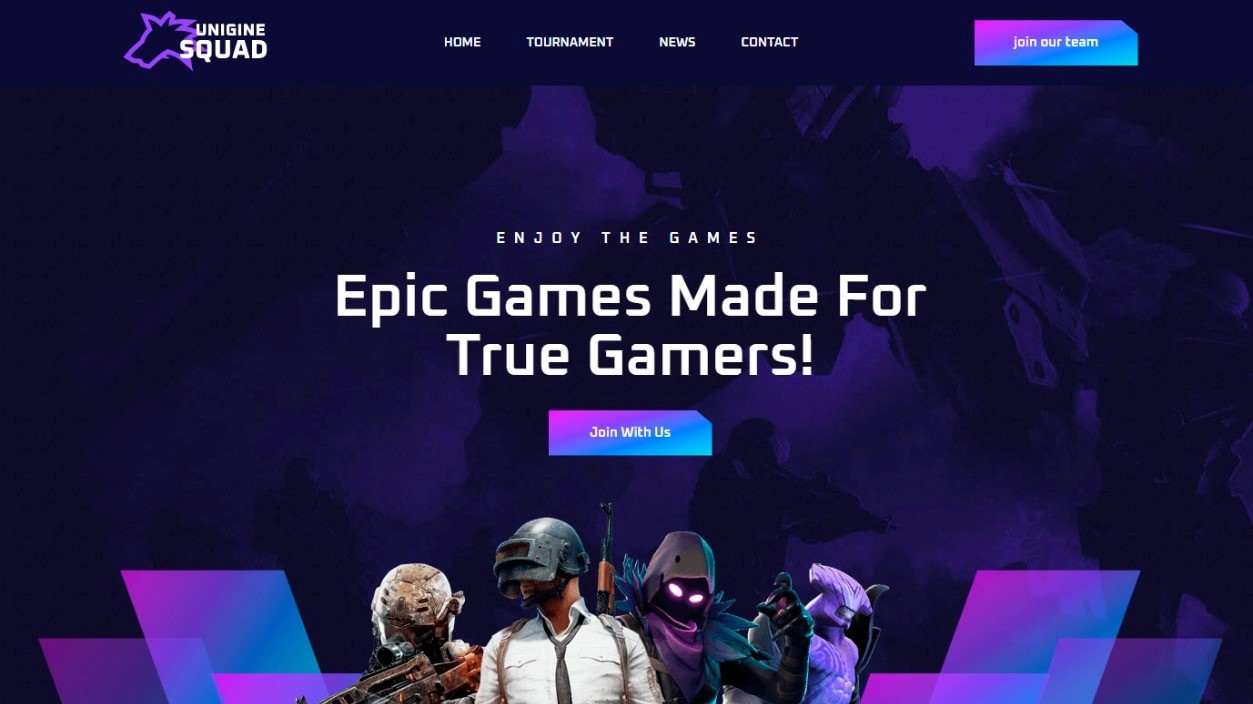 UNIGINE
SQUAD
HOME TOURNAMENT NEWS CONTACT
join our team
ENJOY THE GAMES
Epic Games Made For
True Gamers!
Join With Us